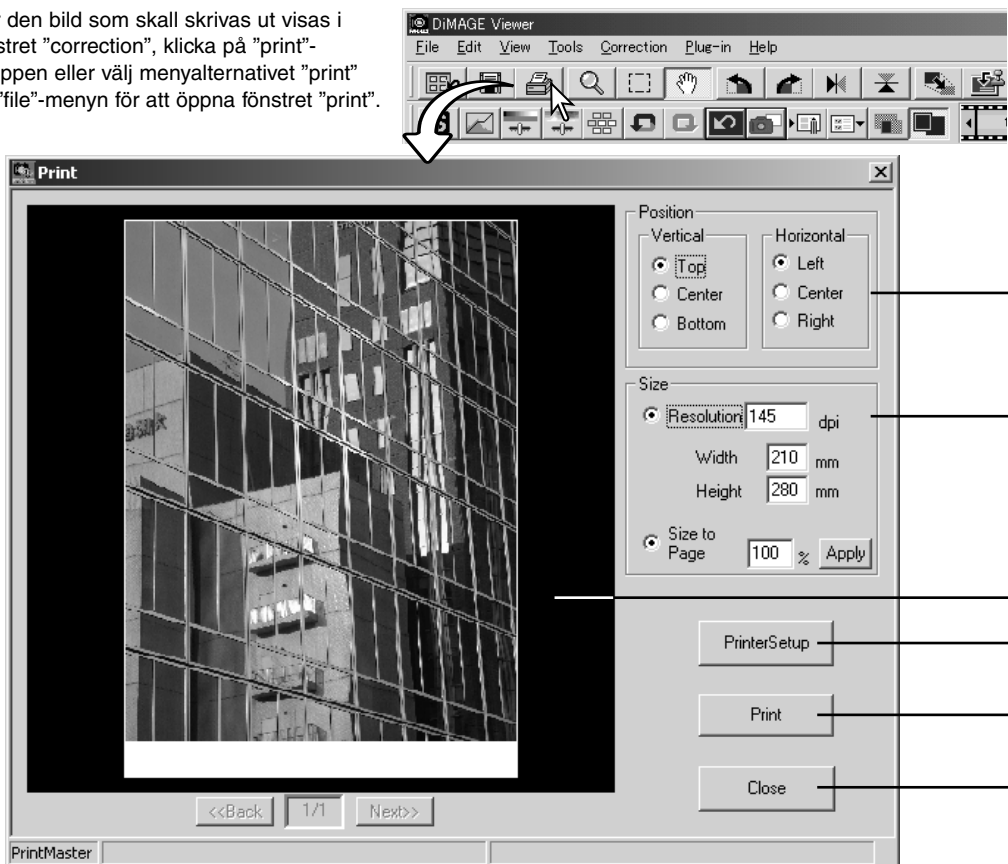 den bild som skall skrivas ut visas i
"correction", klicka på "print"-
eller välj menyalternativet "print"
"file"-menyn för att öppna fönstret "print".
DiMAGE Viewer
File Edit View Tools Correction Plug-in Help
Print
Position
Vertical
Top
Center
Bottom
Horizontal
Left
Center
Right
Size
Resolution 145 dpi
Width 210 mm
Height 280 mm
Size to
Page 100 % Apply
PrinterSetup
Print
Close
<<Back 1/1 Next>>
PrintMaster